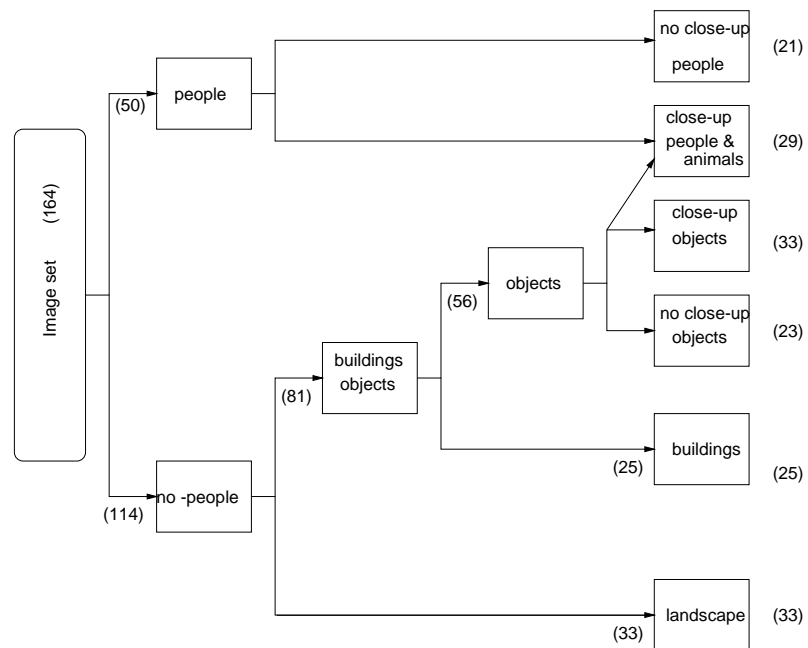 no close-up
people
(21)
people
(50)
close-up
people &
animals
(29)
Image set (164)
close-up
objects
(33)
objects
(56)
no close-up
objects
(23)
buildings
objects
(81)
buildings
(25)
(25)
no -people
(114)
landscape
(33)
(33)